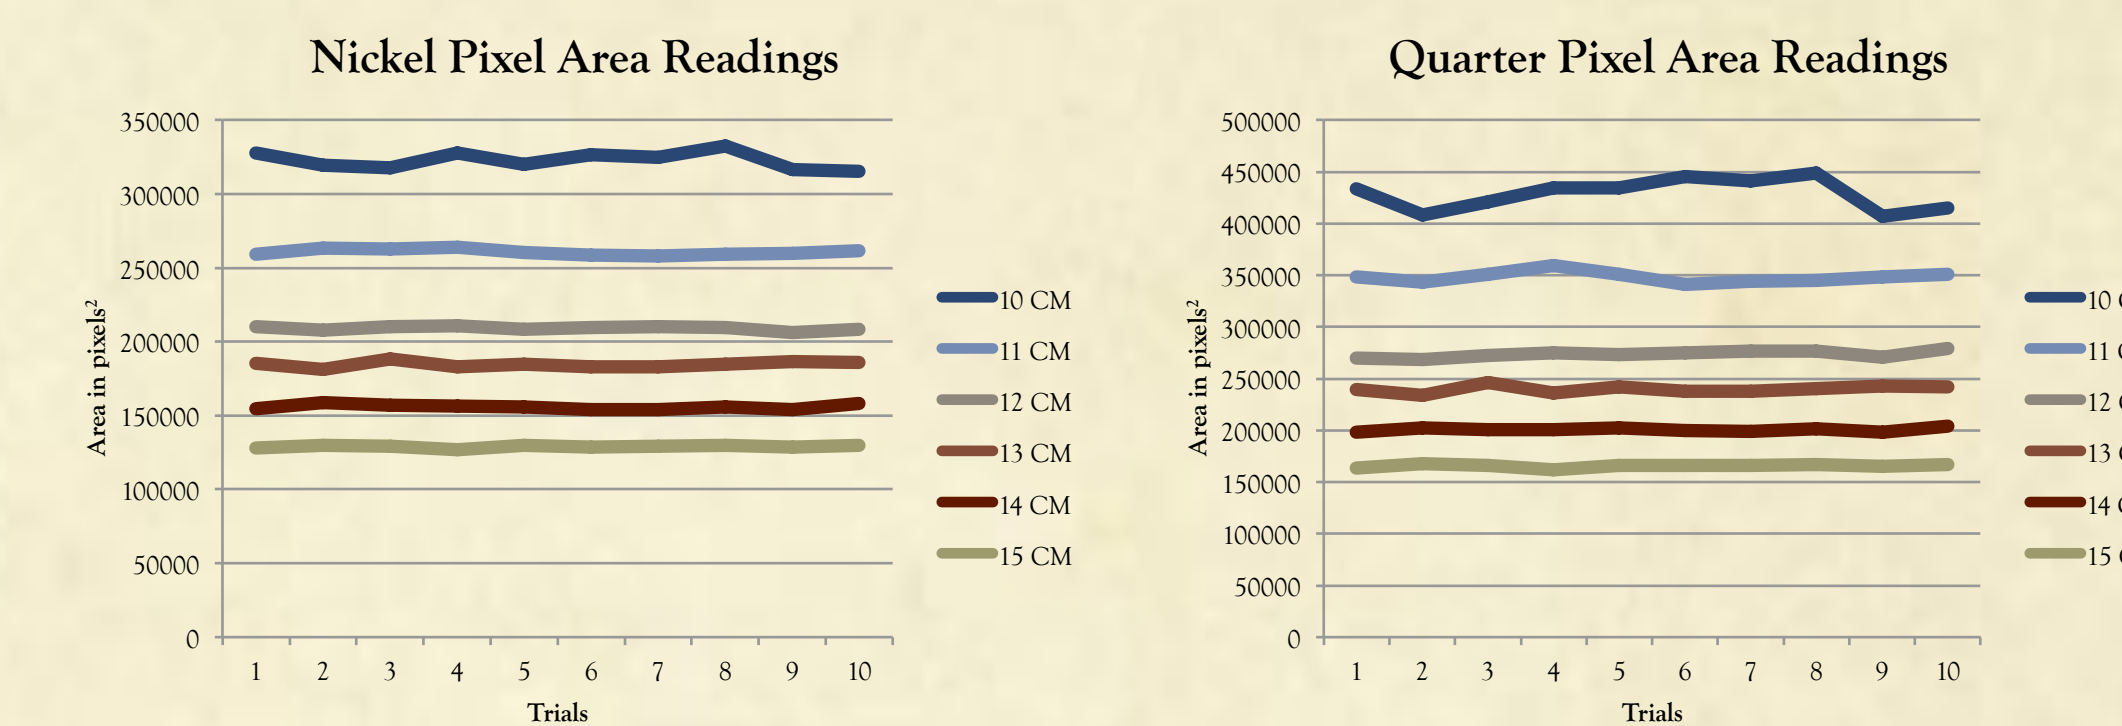 Nickel Pixel Area Readings
350000
300000
250000
200000
150000
100000
50000
0
Area in pixels²
1 2 3 4 5 6 7 8 9 10
Trials
10 CM
11 CM
12 CM
13 CM
14 CM
15 CM
Quarter Pixel Area Readings
500000
450000
400000
350000
300000
250000
200000
150000
100000
50000
0
Area in pixels²
1 2 3 4 5 6 7 8 9 10
Trials
10
11
12
13
14
15